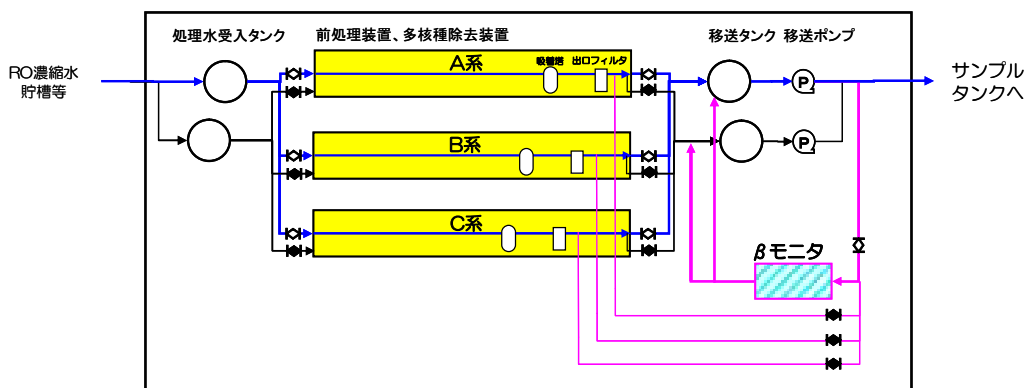 処理水受入タンク
前処理装置、多核種除去装置
移送タンク 移送ポンプ
RO濃縮水
貯槽等
A系
吸着塔 出口フィルタ
P
サンプル
タンクへ
B系
P
C系
βモニタ